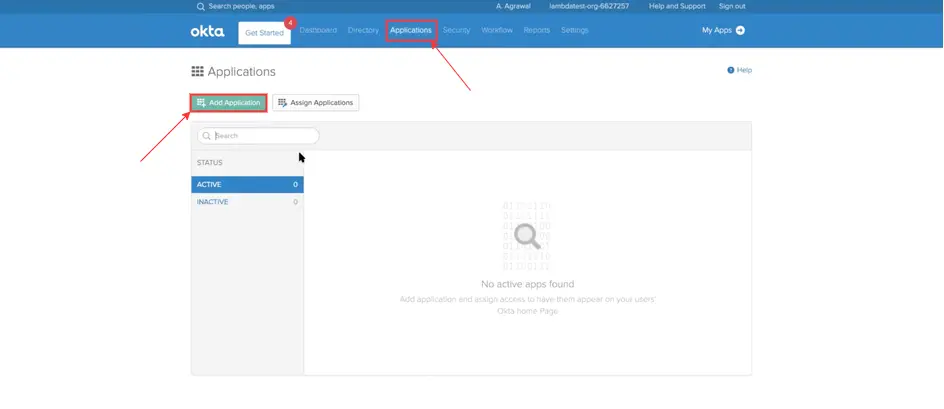 Search people, apps
A. Agrawal
lambdatest-org-6627257
Help and Support
Sign out
okta
Get Started
4
Dashboard
Directory
Applications
Security
Workflow
Reports
Settings
My Apps
Applications
Help
Add Application
Assign Applications
Search
STATUS
ACTIVE 0
INACTIVE 0
No active apps found
Add application and assign access to have them appear on your users'
Okta home Page